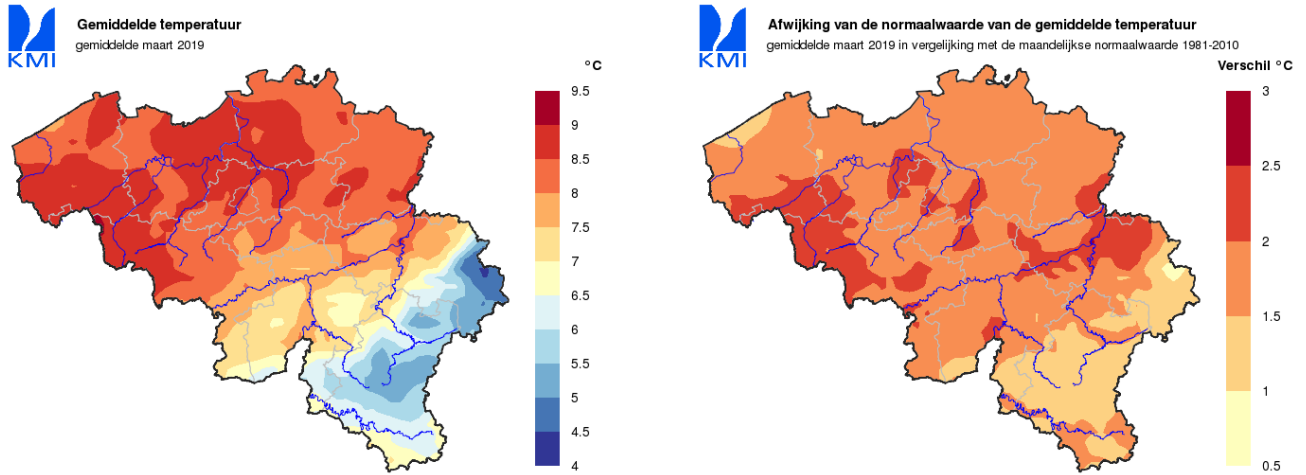 KMI
Gemiddelde temperatuur
gemiddelde maart 2019
°C
9.5
9
8.5
8
7.5
7
6.5
6
5.5
5
4.5
4
KMI
Afwijking van de normaalwaarde van de gemiddelde temperatuur
gemiddelde maart 2019 in vergelijking met de maandelijkse normaalwaarde 1981-2010
Verschil °C
3
2.5
2
1.5
1
0.5